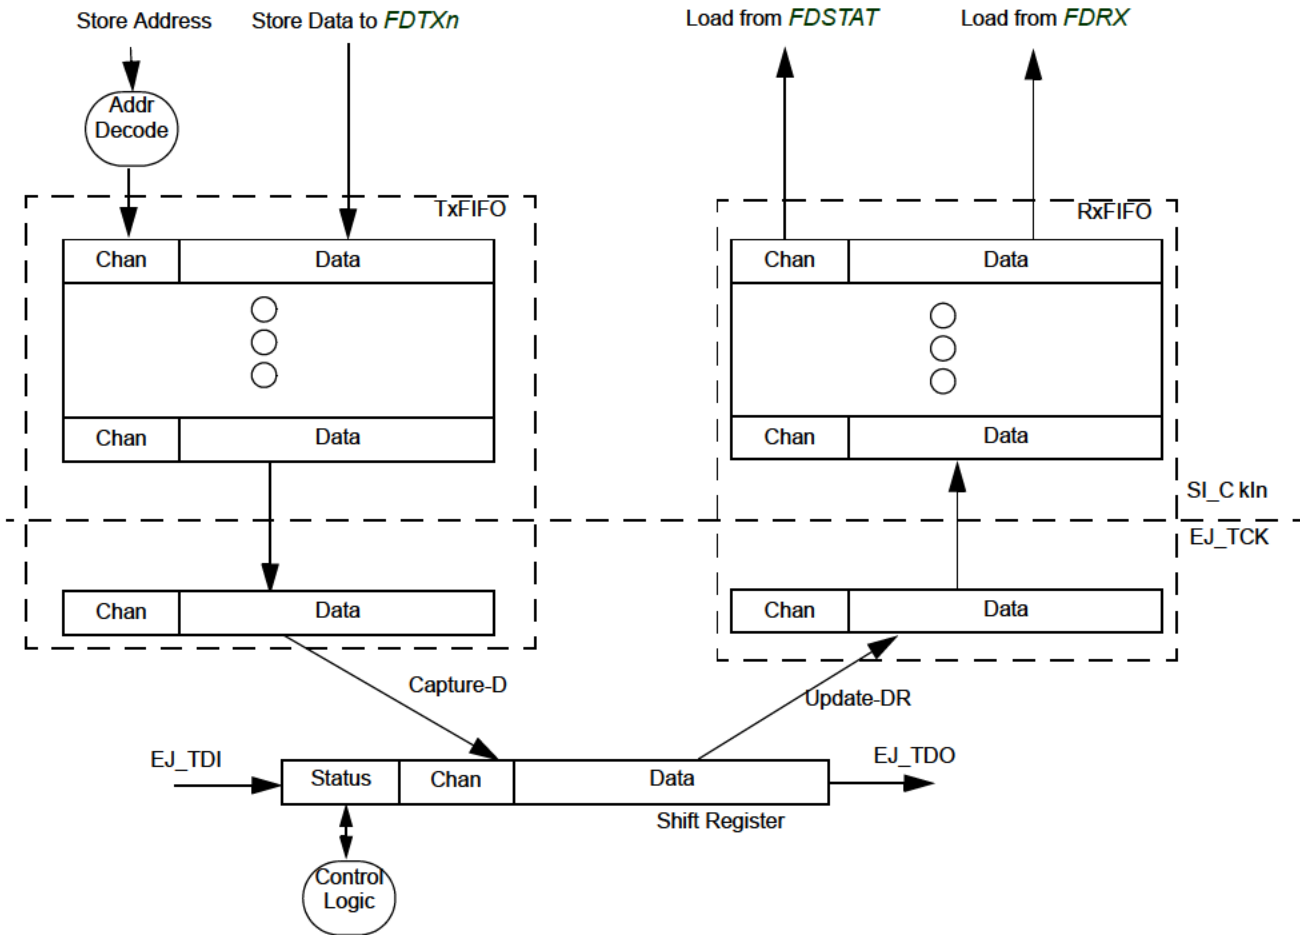 Store Address
Store Data to FDTXn
Load from FDSTAT
Load from FDRX
Addr
Decode
TxFIFO
RxFIFO
Chan
Data
Chan
Data
Chan
Data
Chan
Data
SI_C kIn
EJ_TCK
Chan
Data
Chan
Data
Capture-D
Update-DR
EJ_TDI
EJ_TDO
Status
Chan
Data
Shift Register
Control
Logic